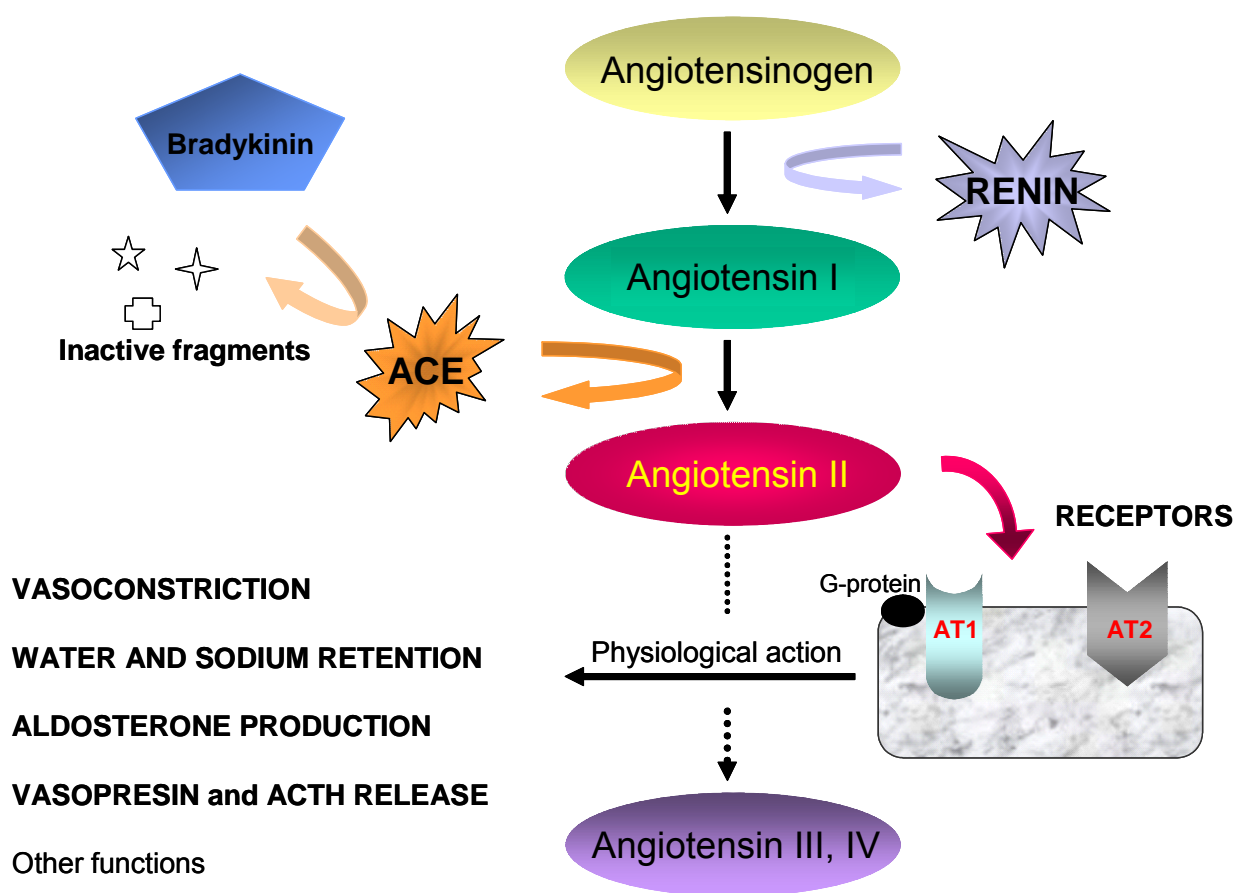 Angiotensinogen
Bradykinin
RENIN
Angiotensin I
Inactive fragments
ACE
Angiotensin II
RECEPTORS
G-protein
AT1
AT2
VASOCONSTRICTION
Physiological action
WATER AND SODIUM RETENTION
ALDOSTERONE PRODUCTION
VASOPRESIN and ACTH RELEASE
Angiotensin III, IV
Other functions